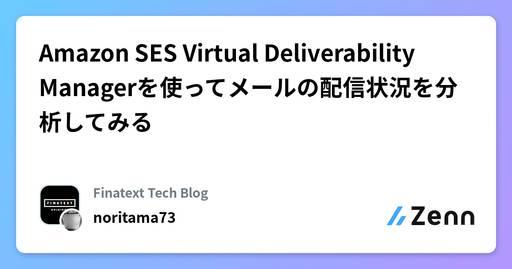 Amazon SES Virtual Deliverability
Managerを使ってメールの配信状況を分
析してみる
FINATEXT
Finatext Tech Blog
noritama73
Zenn